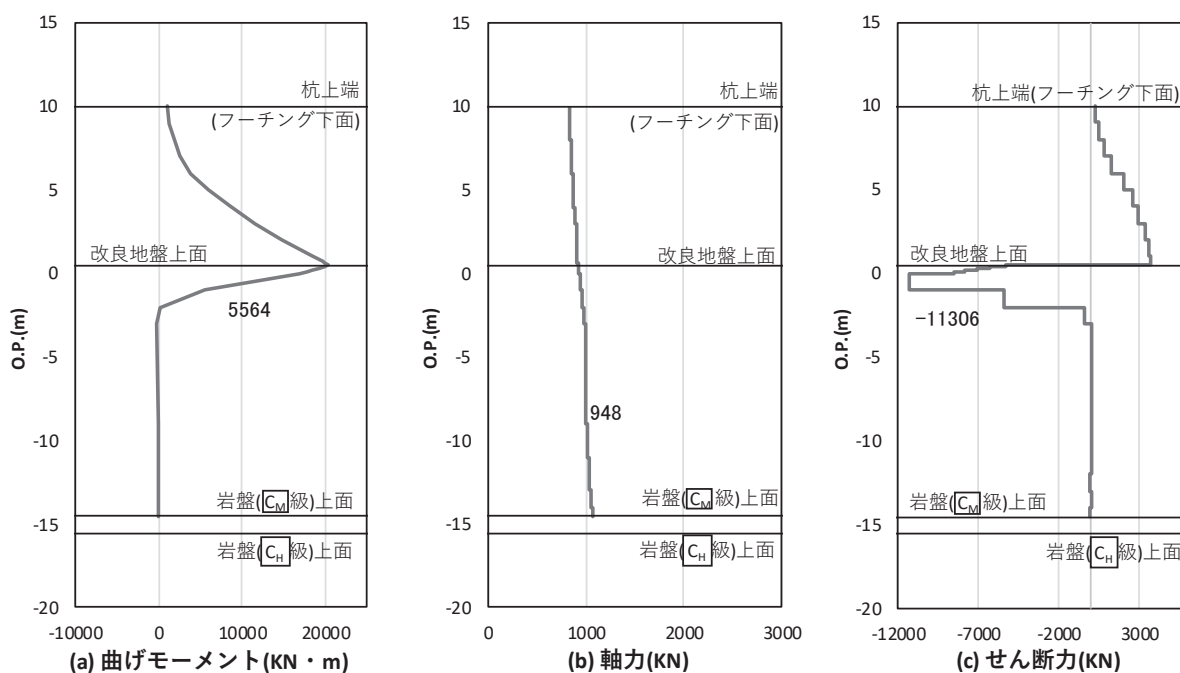 15
10
5
0
-5
-10
-15
-20
O.P.(m)
杭上端
(フーチング下面)
改良地盤上面
5564
岩盤(CM級)上面
岩盤(CH級)上面
-10000 0 10000 20000
(a) 曲げモーメント(KN・m)
15
10
5
0
-5
-10
-15
-20
O.P.(m)
杭上端
(フーチング下面)
改良地盤上面
948
岩盤(CM級)上面
岩盤(CH級)上面
0 1000 2000 3000
(b) 軸力(KN)
15
10
5
0
-5
-10
-15
-20
O.P.(m)
杭上端(フーチング下面)
改良地盤上面
-11306
岩盤(CM級)上面
岩盤(CH級)上面
-12000 -7000 -2000 3000
(c) せん断力(KN)